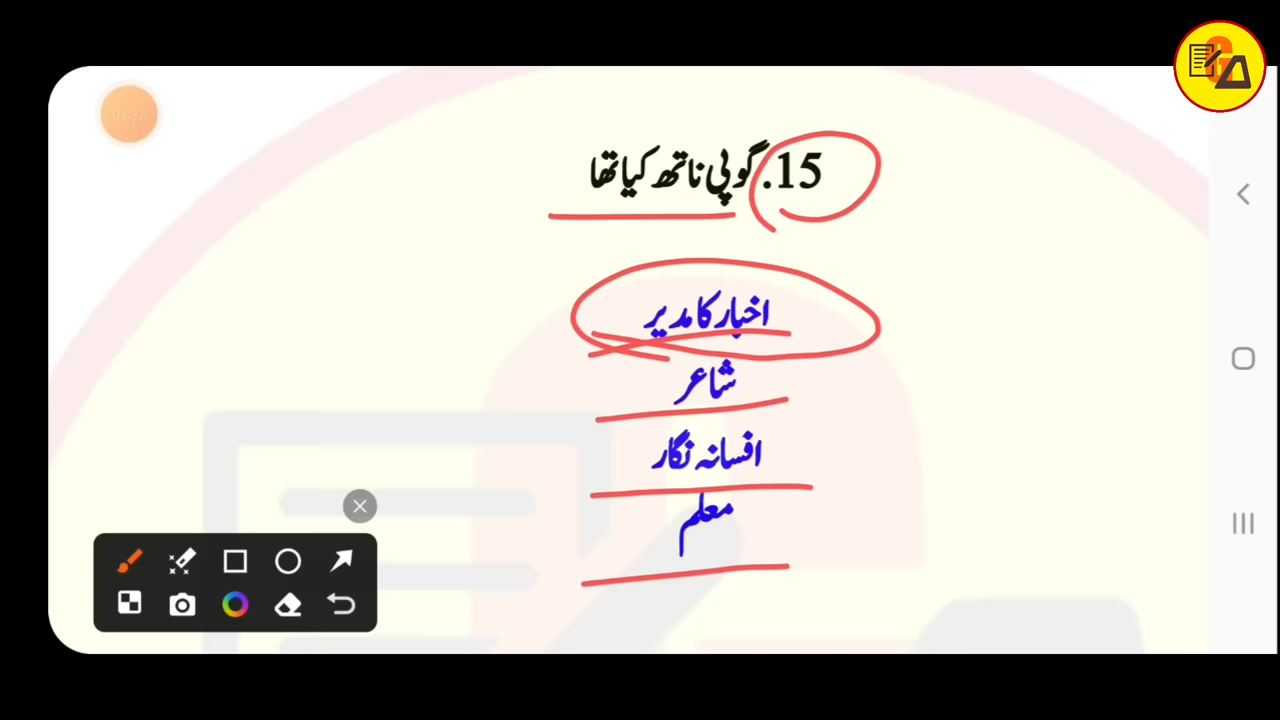 15. گوپی ناتھ کیا تھا
اخبار کا مدیر
شاعر
افسانہ نگار
معلم